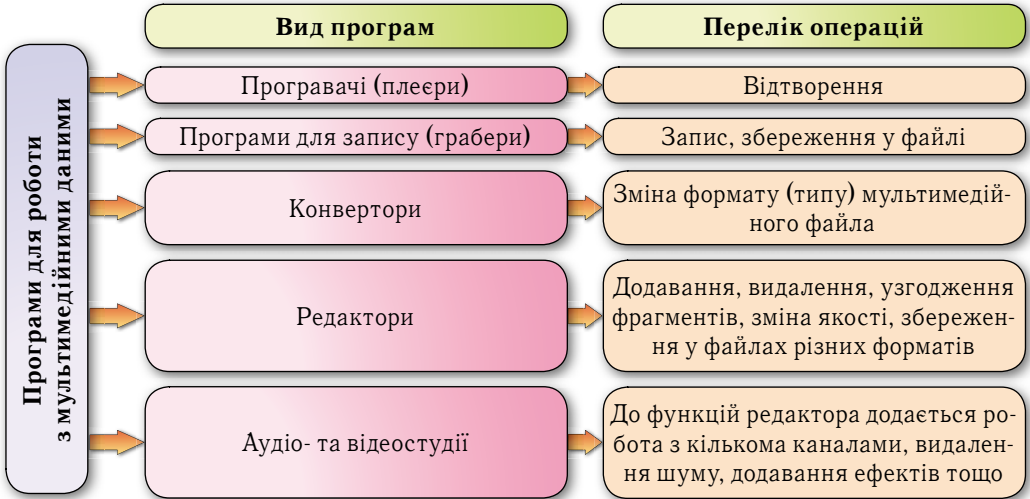 Вид програм
Перелік операцій
Програми для роботи
з мультимедійними даними
Програвачі (плеєри)
Відтворення
Програми для запису (грабери)
Запис, збереження у файлі
Конвертори
Зміна формату (типу) мультимедій-
ного файла
Редактори
Додавання, видалення, узгодження
фрагментів, зміна якості, збережен-
ня у файлах різних форматів
Аудіо- та відеостудії
До функцій редактора додається ро-
бота з кількома каналами, видален-
ня шуму, додавання ефектів тощо